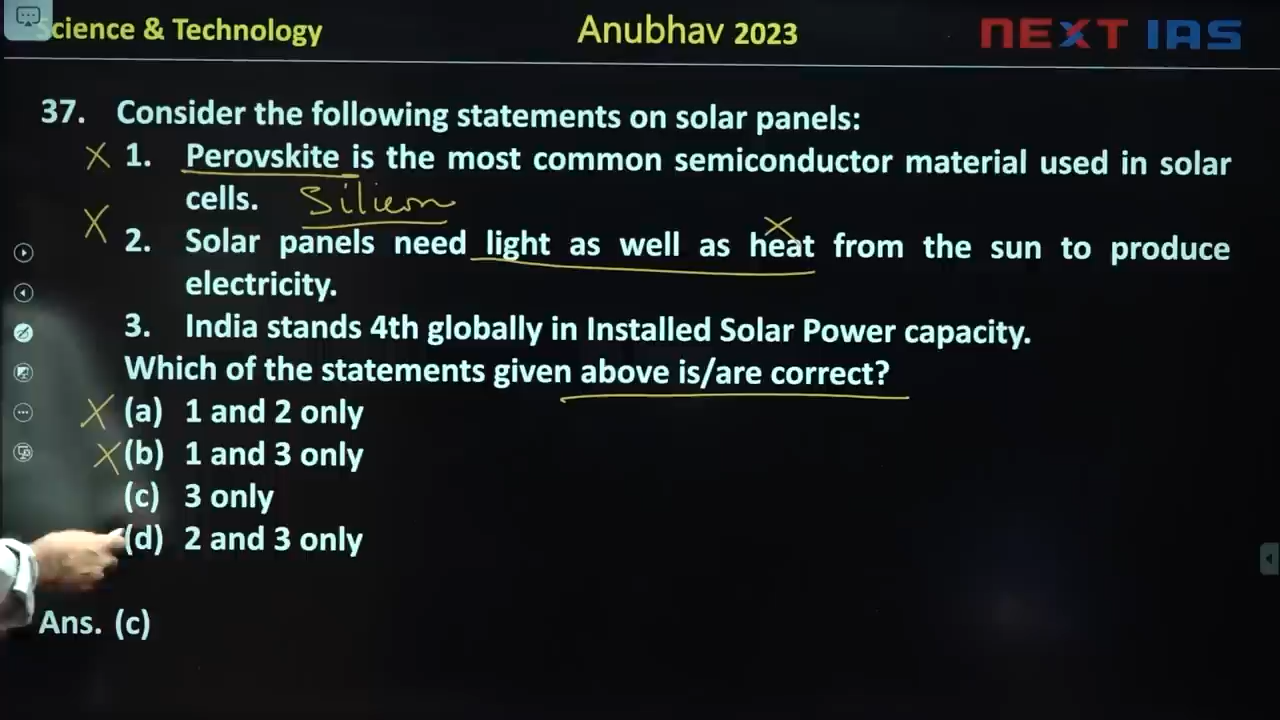 Science & Technology
Anubhav 2023
NEXT IAS
37. Consider the following statements on solar panels:
X 1. Perovskite is the most common semiconductor material used in solar
cells. Silicon
X
X 2. Solar panels need light as well as heat from the sun to produce
electricity.
3. India stands 4th globally in Installed Solar Power capacity.
Which of the statements given above is/are correct?
X (a) 1 and 2 only
X (b) 1 and 3 only
(c) 3 only
(d) 2 and 3 only
Ans. (c)